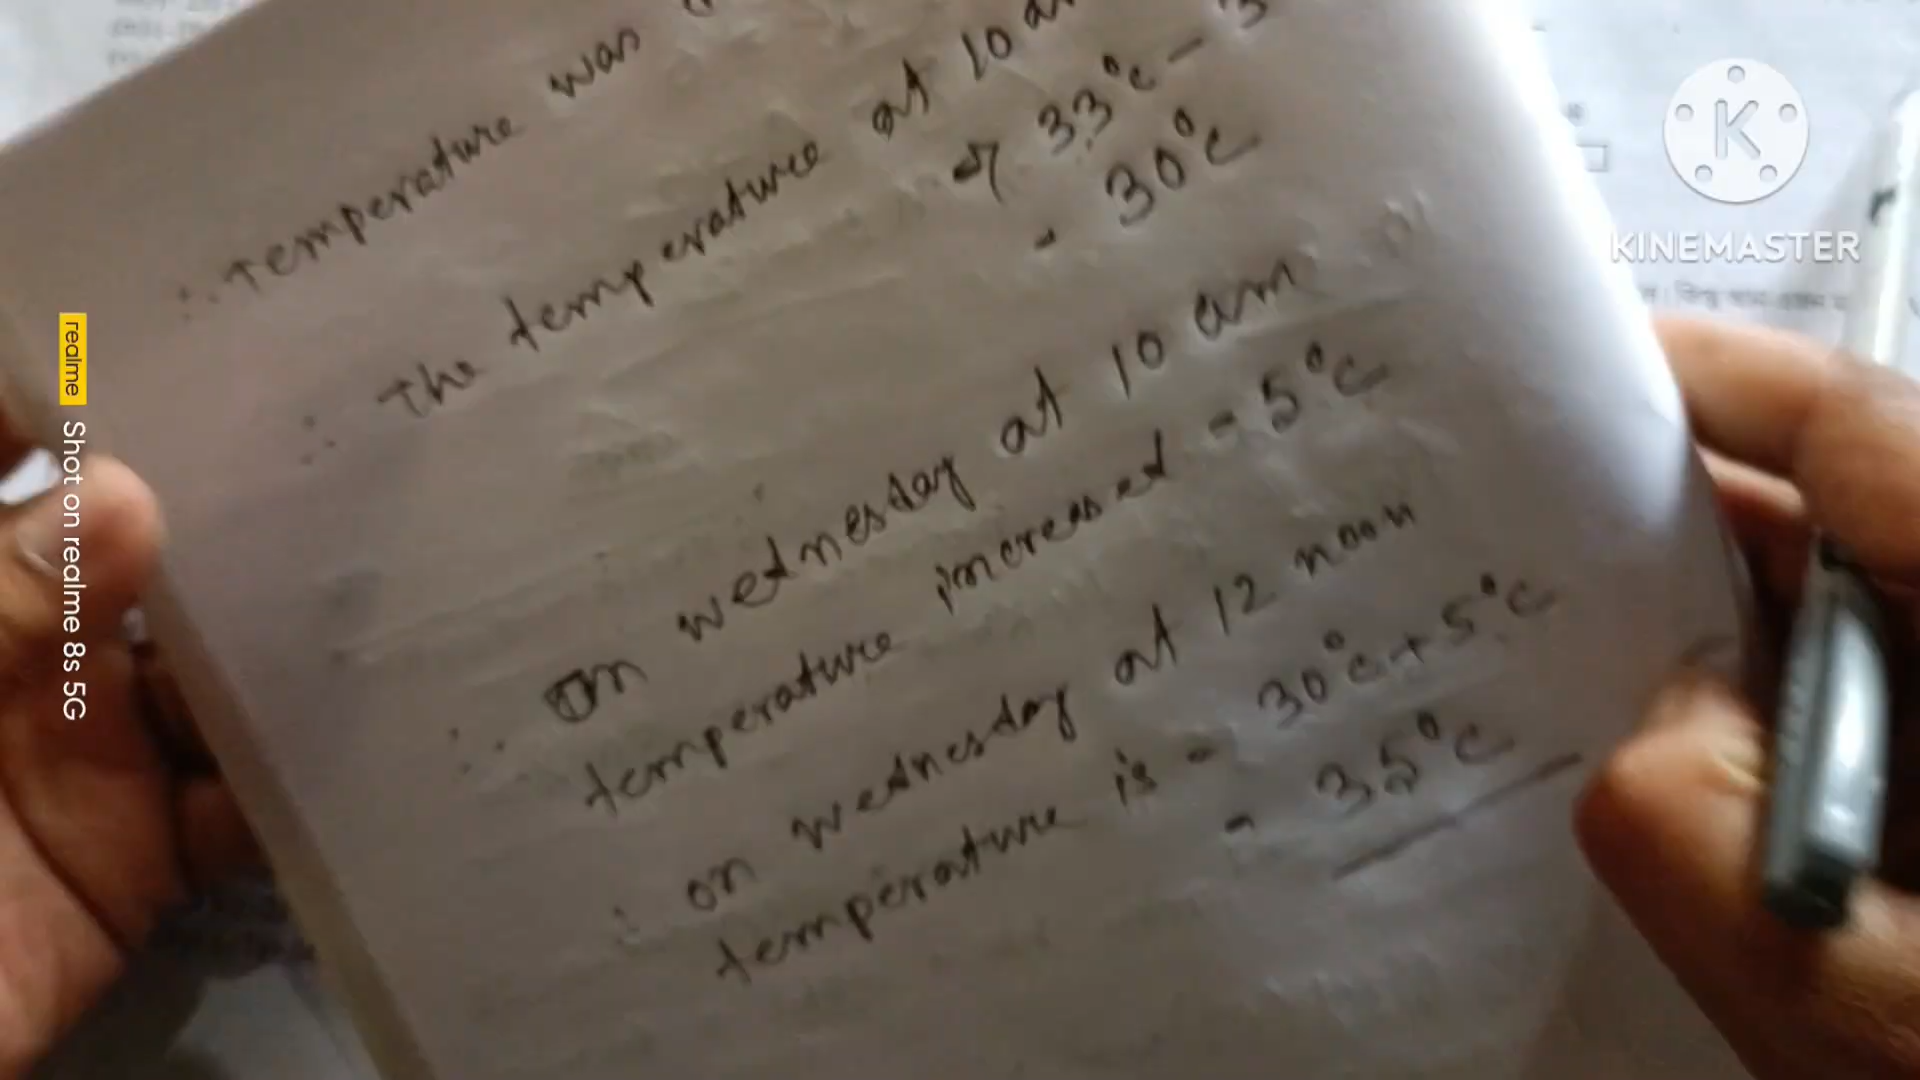 ∴ Temperature was
∴ The temperature at 10 am
33°c - 3
= 30°c
∴ On wednesday at 10 am
temperature increased = 5°c
∴ on wednesday at 12 noon
temperature is = 30°c + 5°c
= 35°c
KINEMASTER
realme Shot on realme 8s 5G